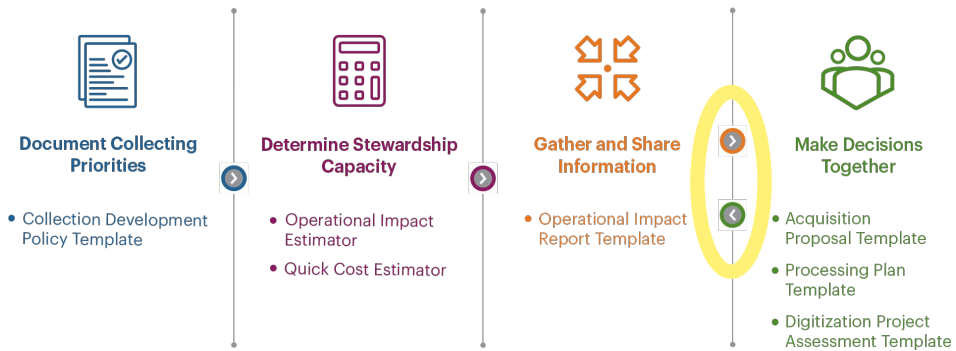 Document Collecting
Priorities
• Collection Development
Policy Template
Determine Stewardship
Capacity
• Operational Impact
Estimator
• Quick Cost Estimator
Gather and Share
Information
• Operational Impact
Report Template
Make Decisions
Together
• Acquisition
Proposal Template
• Processing Plan
Template
• Digitization Project
Assessment Template